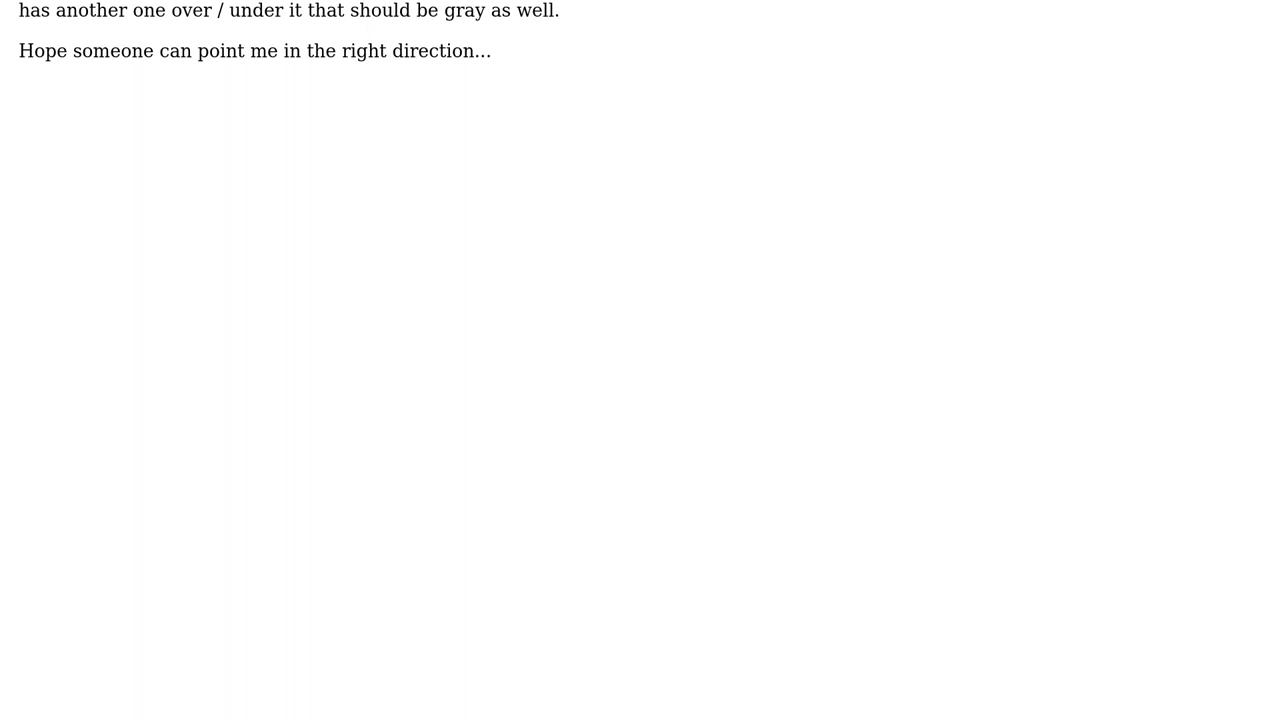 has another one over / under it that should be gray as well.
Hope someone can point me in the right direction...